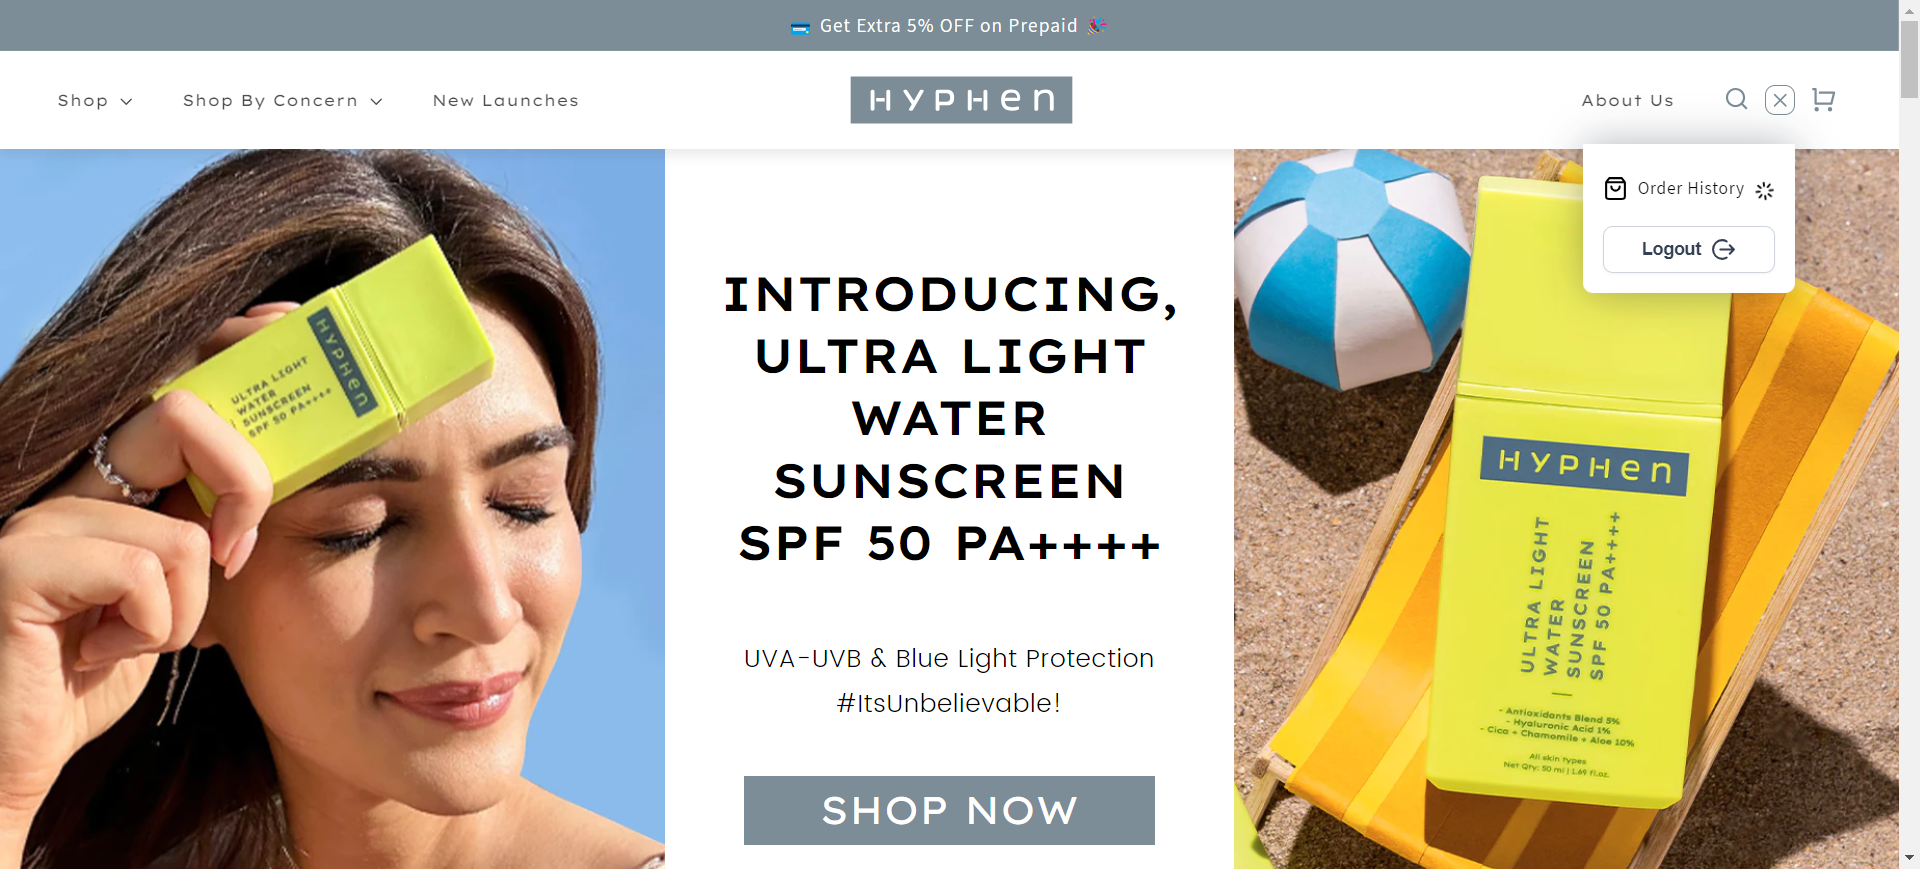 Get Extra 5% OFF on Prepaid
Shop
Shop By Concern
New Launches
HYPHEN
About Us
Order History
Logout
INTRODUCING,
ULTRA LIGHT
WATER
SUNSCREEN
SPF 50 PA++++
UVA-UVB & Blue Light Protection
#ItsUnbelievable!
SHOP NOW
HYPHEN
ULTRA LIGHT
WATER
SUNSCREEN
SPF 50 PA++++
HYPHEN
ULTRA LIGHT
WATER
SUNSCREEN
SPF 50 PA++++
- Antioxidants Blend 5%
- Hyaluronic Acid 1%
- Cica + Chamomile + Aloe 10%
All skin types
Net Qty: 50 ml | 1.69 fl.oz.